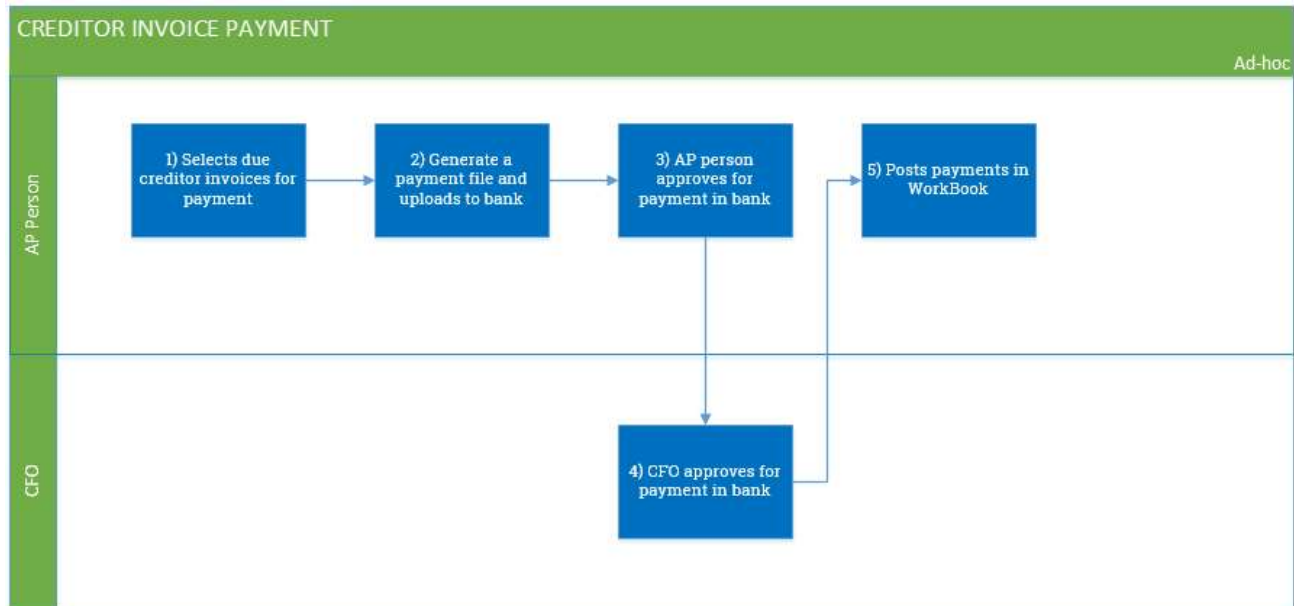 CREDITOR INVOICE PAYMENT
Ad-hoc
AP Person
1) Selects due
creditor invoices for
payment
2) Generate a
payment file and
uploads to bank
3) AP person
approves for
payment in bank
5) Posts payments in
WorkBook
CFO
4) CFO approves for
payment in bank